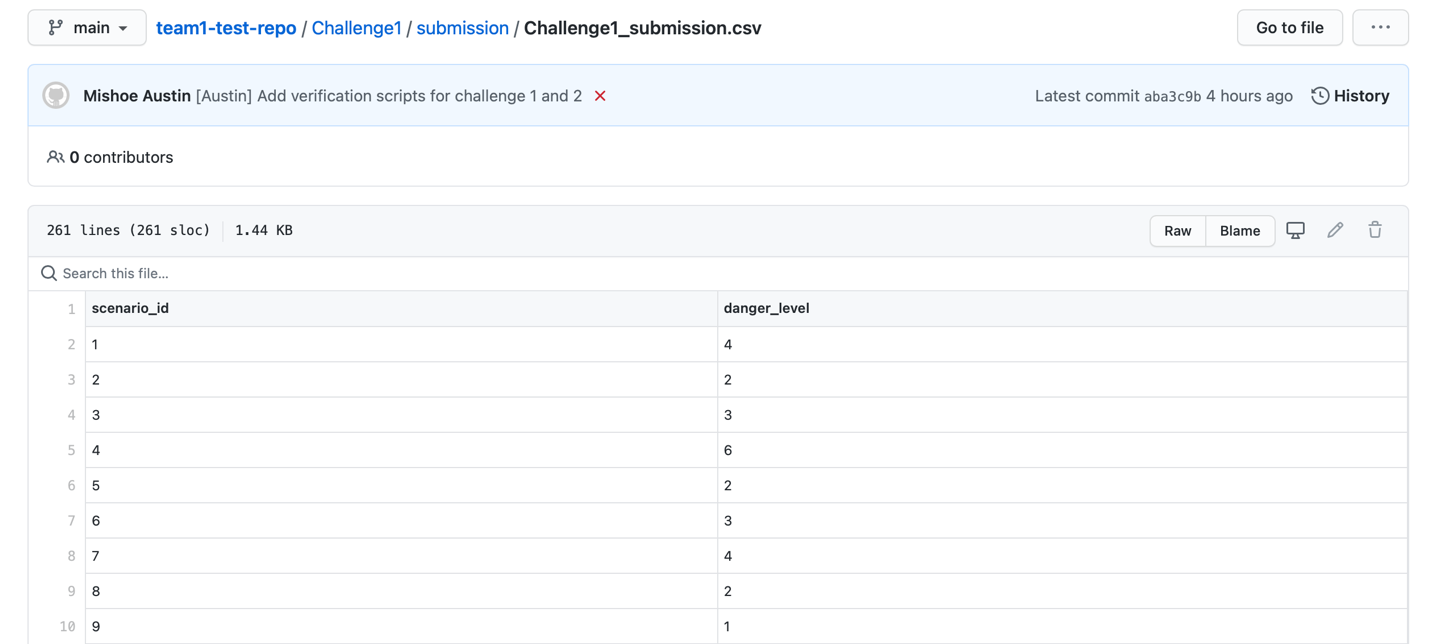 main team1-test-repo / Challenge1 / submission / Challenge1_submission.csv Go to file ...
Mishoe Austin [Austin] Add verification scripts for challenge 1 and 2 Latest commit aba3c9b 4 hours ago History
0 contributors
261 lines (261 sloc) 1.44 KB Raw Blame
Search this file...
1 scenario_id danger_level
2 1 4
3 2 2
4 3 3
5 4 6
6 5 2
7 6 3
8 7 4
9 8 2
10 9 1